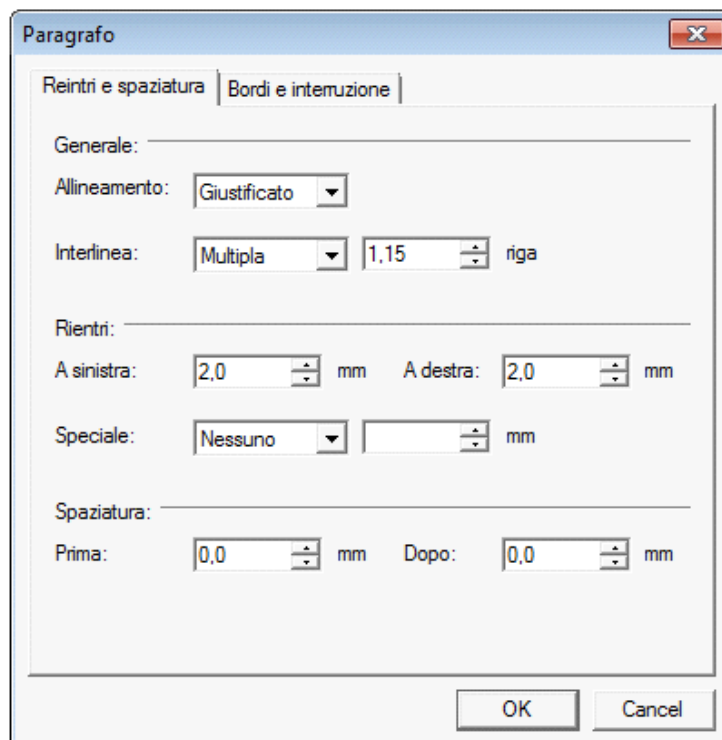 Paragrafo
Reintri e spaziatura Bordi e interruzione
Generale:
Allineamento: Giustificato
Interlinea: Multipla 1,15 riga
Rientri:
A sinistra: 2,0 mm A destra: 2,0 mm
Speciale: Nessuno mm
Spaziatura:
Prima: 0,0 mm Dopo: 0,0 mm
OK Cancel